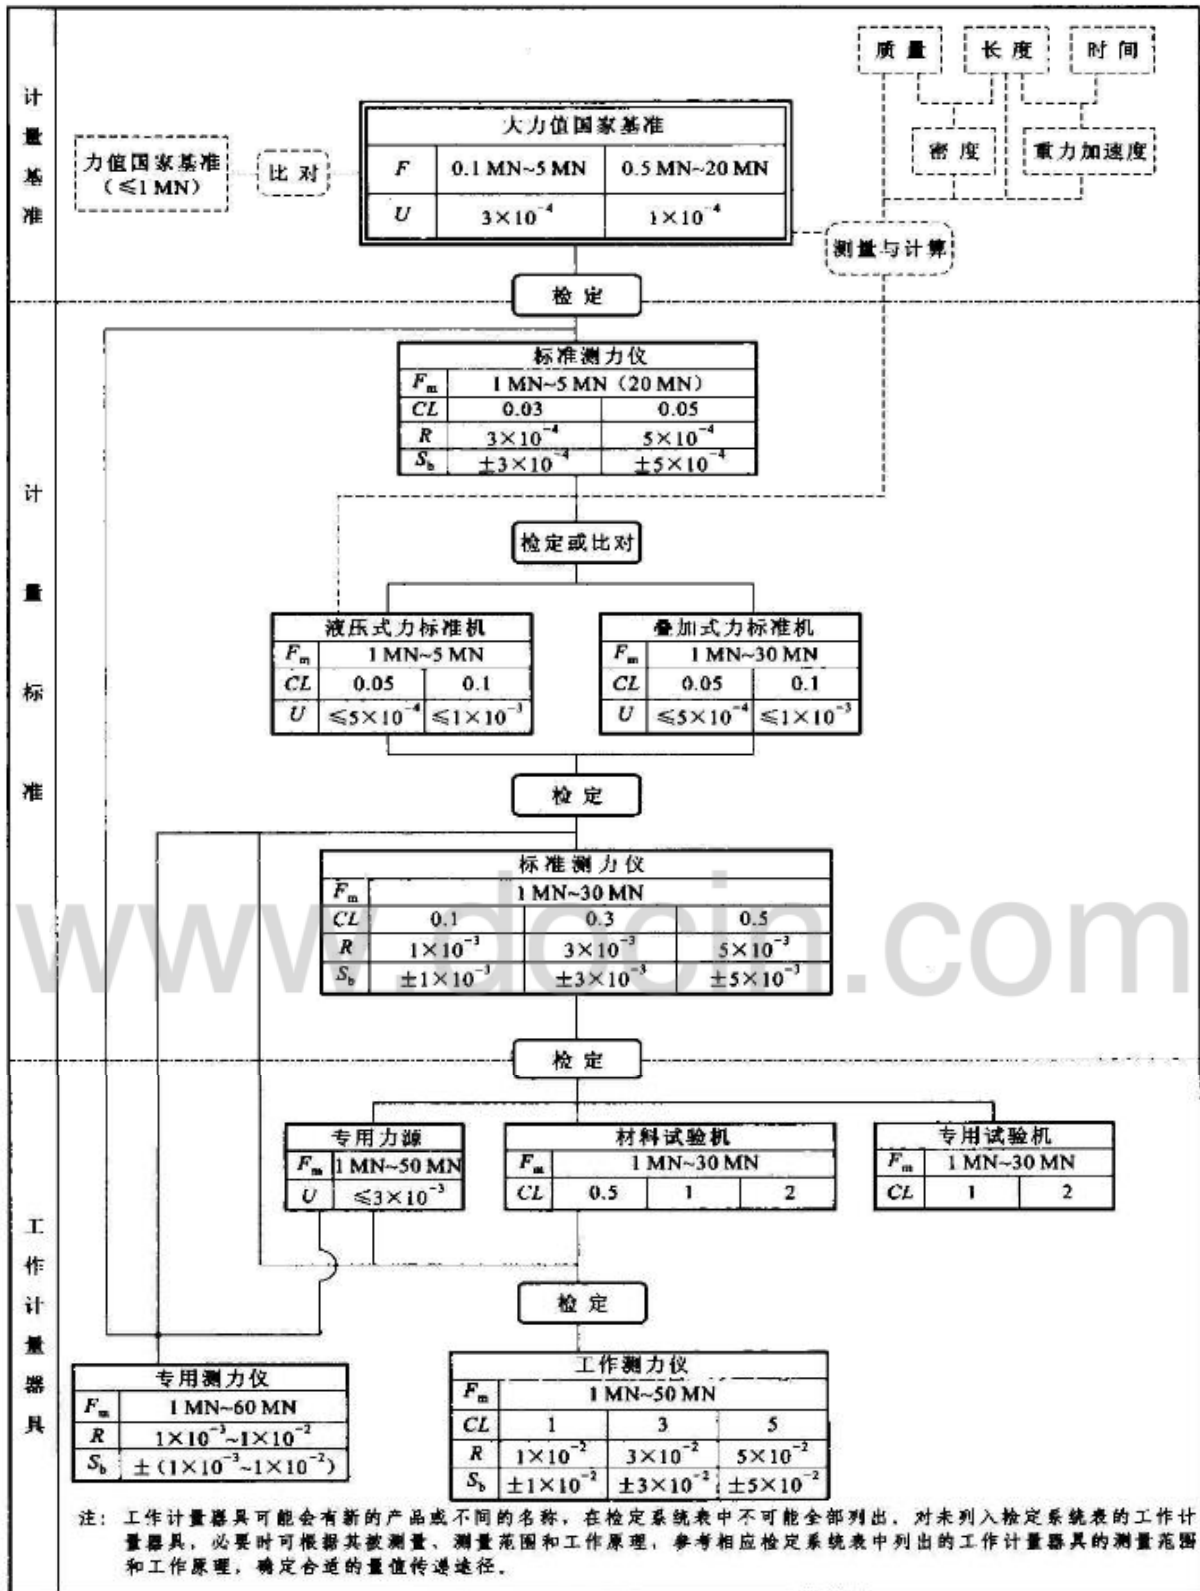 质量 长度 时间
计量基准
大力值国家基准
力值国家基准
(≤1 MN)
比对
F 0.1 MN~5 MN 0.5 MN~20 MN
U 3×10⁻⁴ 1×10⁻⁴
密度 重力加速度
测量与计算
检定
计量标准
标准测力仪
Fm 1 MN~5 MN (20 MN)
CL 0.03 0.05
R 3×10⁻⁴ 5×10⁻⁴
Sb ±3×10⁻⁴ ±5×10⁻⁴
检定或比对
液压式力标准机
Fm 1 MN~5 MN
CL 0.05 0.1
U ≤5×10⁻⁴ ≤1×10⁻³
叠加式力标准机
Fm 1 MN~30 MN
CL 0.05 0.1
U ≤5×10⁻⁴ ≤1×10⁻³
检定
标准测力仪
Fm 1 MN~30 MN
CL 0.1 0.3 0.5
R 1×10⁻³ 3×10⁻³ 5×10⁻³
Sb ±1×10⁻³ ±3×10⁻³ ±5×10⁻³
www.docin.com
检定
工作计量器具
专用力源
Fm 1 MN~50 MN
U ≤3×10⁻³
材料试验机
Fm 1 MN~30 MN
CL 0.5 1 2
专用试验机
Fm 1 MN~30 MN
CL 1 2
检定
专用测力仪
Fm 1 MN~60 MN
R 1×10⁻³~1×10⁻²
Sb ±(1×10⁻³~1×10⁻²)
工作测力仪
Fm 1 MN~50 MN
CL 1 3 5
R 1×10⁻² 3×10⁻² 5×10⁻²
Sb ±1×10⁻² ±3×10⁻² ±5×10⁻²
注: 工作计量器具可能会有新的产品或不同的名称,在检定系统表中不可能全部列出,对未列入检定系统表的工作计
量器具,必要时可根据其被测量、测量范围和工作原理,参考相应检定系统表中列出的工作计量器具的测量范围
和工作原理,确定合适的量值传递途径。